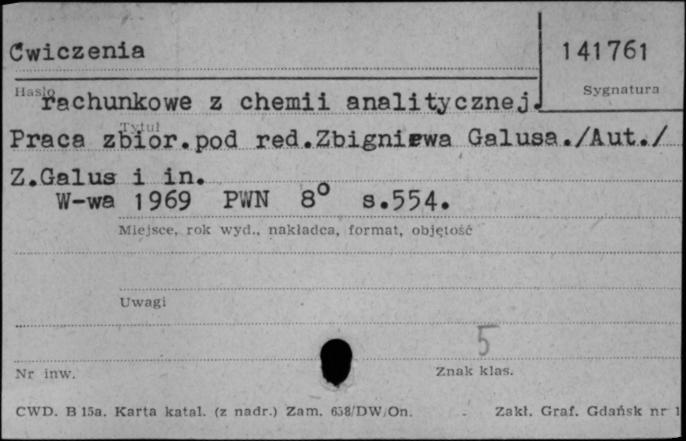 Ćwiczenia
141761
Hasło
Sygnatura
rachunkowe z chemii analitycznej.
Tytuł
Praca zbior.pod red.Zbigniewa Galusa./Aut./
Z.Galus i in.
W-wa 1969 PWN 8° s.554.
Miejsce, rok wyd., nakładca, format, objętość
Uwagi
5
Nr inw.
Znak klas.
CWD. B 15a. Karta katal. (z nadr.) Zam. 638/DW/On. Zakł. Graf. Gdańsk nr 1